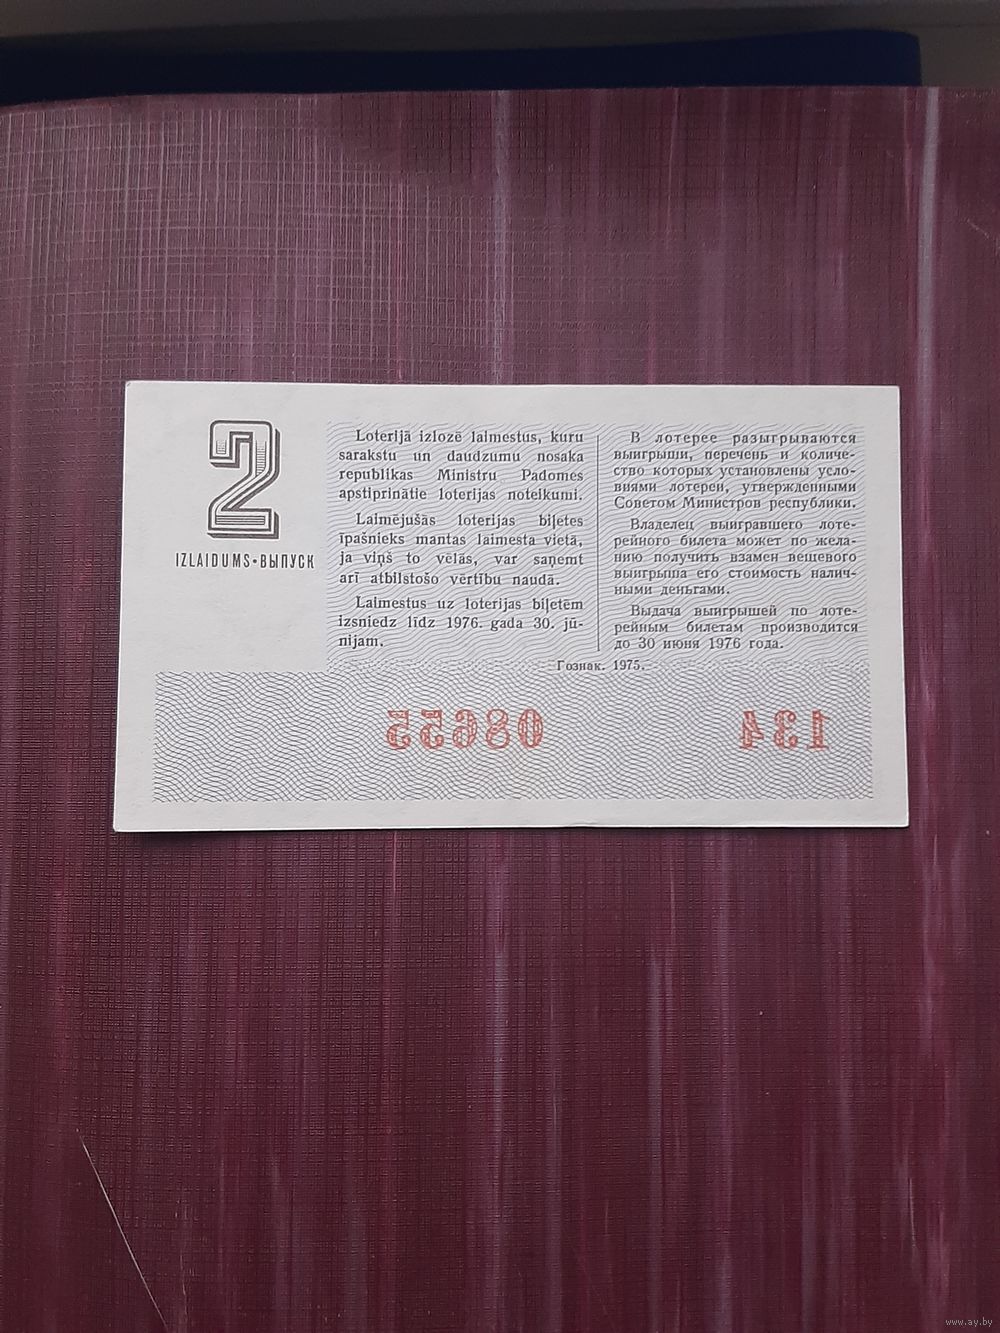 2
IZLAIDUMS•ВЫПУСК
Loterijā izlozē laimestus, kuru
sarakstu un daudzumu nosaka
republikas Ministru Padomes
apstiprinātie loterijas noteikumi.
Laimējušās loterijas biļetes
īpašnieks mantas laimesta vietā,
ja viņš to vēlas, var saņemt
arī atbilstošo vērtību naudā.
Laimestus uz loterijas biļetēm
izsniedz līdz 1976. gada 30. jū-
nijam.
В лотерее разыгрываются
выигрыши, перечень и количе-
ство которых установлены усло-
виями лотереи, утвержденными
Советом Министров республики.
Владелец выигравшего лоте-
рейного билета может по жела-
нию получить взамен вещевого
выигрыша его стоимость налич-
ными деньгами.
Выдача выигрышей по лоте-
рейным билетам производится
до 30 июня 1976 года.
Гознак. 1975.
08655
134
www.ay.by